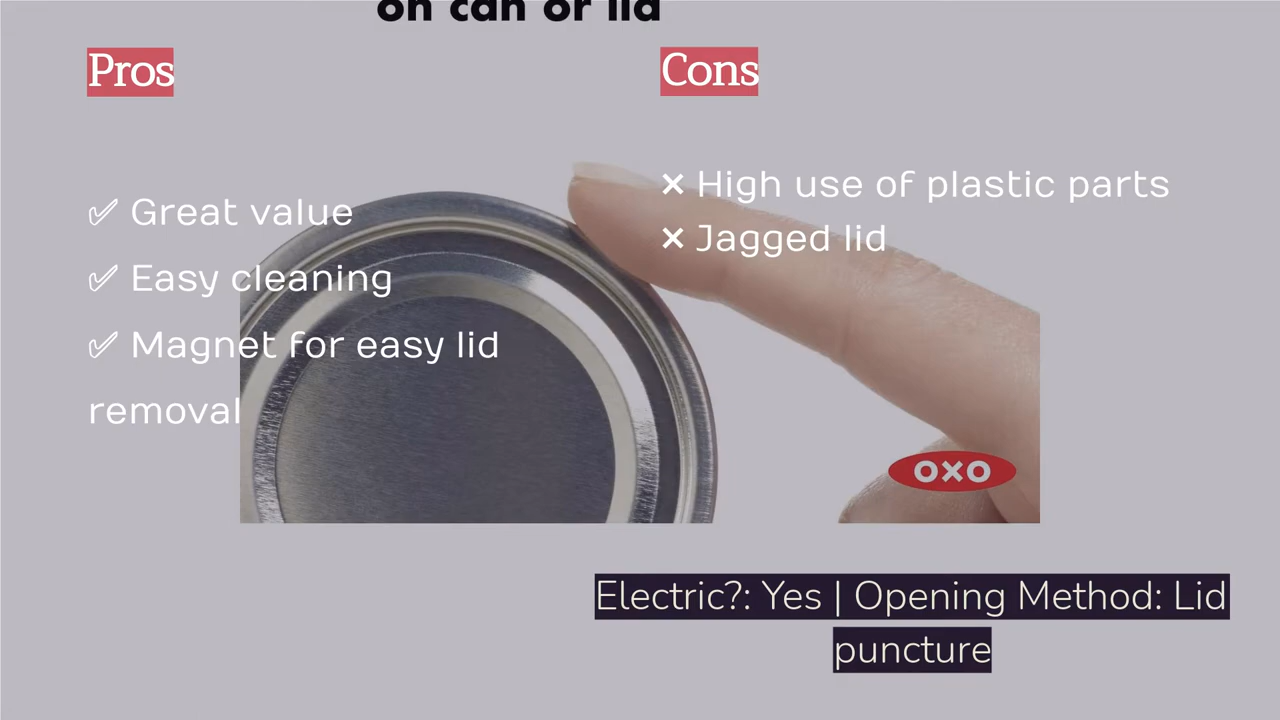 on can or lid
Pros
Cons
✅ Great value
✅ Easy cleaning
✅ Magnet for easy lid
removal
❌ High use of plastic parts
❌ Jagged lid
OXO
Electric?: Yes | Opening Method: Lid
puncture